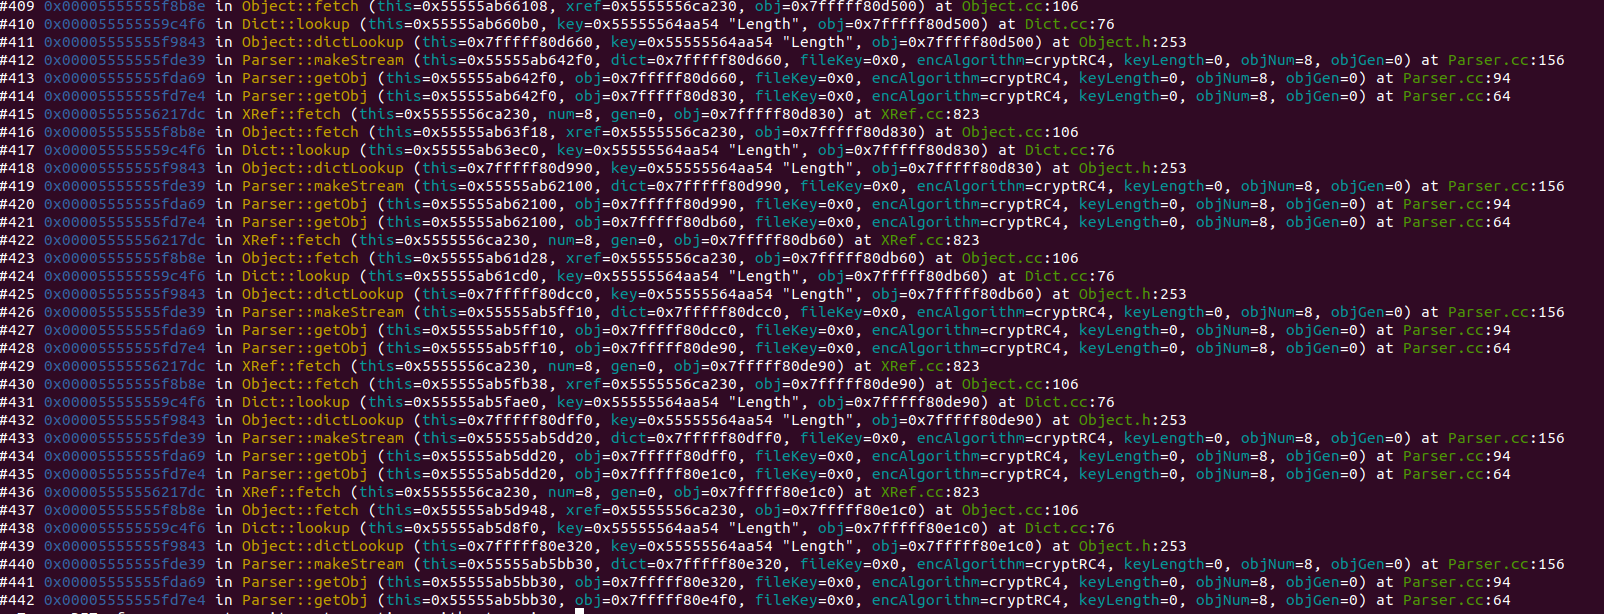 #409 0x00005555555f8b8e in Object::fetch (this=0x55555ab66108, xref=0x5555556ca230, obj=0x7fffff80d500) at Object.cc:106
#410 0x000055555559c4f6 in Dict::lookup (this=0x55555ab660b0, key=0x55555564aa54 "Length", obj=0x7fffff80d500) at Dict.cc:76
#411 0x00005555555f9843 in Object::dictLookup (this=0x7fffff80d660, key=0x55555564aa54 "Length", obj=0x7fffff80d500) at Object.h:253
#412 0x00005555555fde39 in Parser::makeStream (this=0x55555ab642f0, dict=0x7fffff80d660, fileKey=0x0, encAlgorithm=cryptRC4, keyLength=0, objNum=8, objGen=0) at Parser.cc:156
#413 0x00005555555fda69 in Parser::getObj (this=0x55555ab642f0, obj=0x7fffff80d660, fileKey=0x0, encAlgorithm=cryptRC4, keyLength=0, objNum=8, objGen=0) at Parser.cc:94
#414 0x00005555555fd7e4 in Parser::getObj (this=0x55555ab642f0, obj=0x7fffff80d830, fileKey=0x0, encAlgorithm=cryptRC4, keyLength=0, objNum=8, objGen=0) at Parser.cc:64
#415 0x00005555556217dc in XRef::fetch (this=0x5555556ca230, num=8, gen=0, obj=0x7fffff80d830) at XRef.cc:823
#416 0x00005555555f8b8e in Object::fetch (this=0x55555ab63f18, xref=0x5555556ca230, obj=0x7fffff80d830) at Object.cc:106
#417 0x000055555559c4f6 in Dict::lookup (this=0x55555ab63ec0, key=0x55555564aa54 "Length", obj=0x7fffff80d830) at Dict.cc:76
#418 0x00005555555f9843 in Object::dictLookup (this=0x7fffff80d990, key=0x55555564aa54 "Length", obj=0x7fffff80d830) at Object.h:253
#419 0x00005555555fde39 in Parser::makeStream (this=0x55555ab62100, dict=0x7fffff80d990, fileKey=0x0, encAlgorithm=cryptRC4, keyLength=0, objNum=8, objGen=0) at Parser.cc:156
#420 0x00005555555fda69 in Parser::getObj (this=0x55555ab62100, obj=0x7fffff80d990, fileKey=0x0, encAlgorithm=cryptRC4, keyLength=0, objNum=8, objGen=0) at Parser.cc:94
#421 0x00005555555fd7e4 in Parser::getObj (this=0x55555ab62100, obj=0x7fffff80db60, fileKey=0x0, encAlgorithm=cryptRC4, keyLength=0, objNum=8, objGen=0) at Parser.cc:64
#422 0x00005555556217dc in XRef::fetch (this=0x5555556ca230, num=8, gen=0, obj=0x7fffff80db60) at XRef.cc:823
#423 0x00005555555f8b8e in Object::fetch (this=0x55555ab61d28, xref=0x5555556ca230, obj=0x7fffff80db60) at Object.cc:106
#424 0x000055555559c4f6 in Dict::lookup (this=0x55555ab61cd0, key=0x55555564aa54 "Length", obj=0x7fffff80db60) at Dict.cc:76
#425 0x00005555555f9843 in Object::dictLookup (this=0x7fffff80dcc0, key=0x55555564aa54 "Length", obj=0x7fffff80db60) at Object.h:253
#426 0x00005555555fde39 in Parser::makeStream (this=0x55555ab5ff10, dict=0x7fffff80dcc0, fileKey=0x0, encAlgorithm=cryptRC4, keyLength=0, objNum=8, objGen=0) at Parser.cc:156
#427 0x00005555555fda69 in Parser::getObj (this=0x55555ab5ff10, obj=0x7fffff80dcc0, fileKey=0x0, encAlgorithm=cryptRC4, keyLength=0, objNum=8, objGen=0) at Parser.cc:94
#428 0x00005555555fd7e4 in Parser::getObj (this=0x55555ab5ff10, obj=0x7fffff80de90, fileKey=0x0, encAlgorithm=cryptRC4, keyLength=0, objNum=8, objGen=0) at Parser.cc:64
#429 0x00005555556217dc in XRef::fetch (this=0x5555556ca230, num=8, gen=0, obj=0x7fffff80de90) at XRef.cc:823
#430 0x00005555555f8b8e in Object::fetch (this=0x55555ab5fb38, xref=0x5555556ca230, obj=0x7fffff80de90) at Object.cc:106
#431 0x000055555559c4f6 in Dict::lookup (this=0x55555ab5fae0, key=0x55555564aa54 "Length", obj=0x7fffff80de90) at Dict.cc:76
#432 0x00005555555f9843 in Object::dictLookup (this=0x7fffff80dff0, key=0x55555564aa54 "Length", obj=0x7fffff80de90) at Object.h:253
#433 0x00005555555fde39 in Parser::makeStream (this=0x55555ab5dd20, dict=0x7fffff80dff0, fileKey=0x0, encAlgorithm=cryptRC4, keyLength=0, objNum=8, objGen=0) at Parser.cc:156
#434 0x00005555555fda69 in Parser::getObj (this=0x55555ab5dd20, obj=0x7fffff80dff0, fileKey=0x0, encAlgorithm=cryptRC4, keyLength=0, objNum=8, objGen=0) at Parser.cc:94
#435 0x00005555555fd7e4 in Parser::getObj (this=0x55555ab5dd20, obj=0x7fffff80e1c0, fileKey=0x0, encAlgorithm=cryptRC4, keyLength=0, objNum=8, objGen=0) at Parser.cc:64
#436 0x00005555556217dc in XRef::fetch (this=0x5555556ca230, num=8, gen=0, obj=0x7fffff80e1c0) at XRef.cc:823
#437 0x00005555555f8b8e in Object::fetch (this=0x55555ab5d948, xref=0x5555556ca230, obj=0x7fffff80e1c0) at Object.cc:106
#438 0x000055555559c4f6 in Dict::lookup (this=0x55555ab5d8f0, key=0x55555564aa54 "Length", obj=0x7fffff80e1c0) at Dict.cc:76
#439 0x00005555555f9843 in Object::dictLookup (this=0x7fffff80e320, key=0x55555564aa54 "Length", obj=0x7fffff80e1c0) at Object.h:253
#440 0x00005555555fde39 in Parser::makeStream (this=0x55555ab5bb30, dict=0x7fffff80e320, fileKey=0x0, encAlgorithm=cryptRC4, keyLength=0, objNum=8, objGen=0) at Parser.cc:156
#441 0x00005555555fda69 in Parser::getObj (this=0x55555ab5bb30, obj=0x7fffff80e320, fileKey=0x0, encAlgorithm=cryptRC4, keyLength=0, objNum=8, objGen=0) at Parser.cc:94
#442 0x00005555555fd7e4 in Parser::getObj (this=0x55555ab5bb30, obj=0x7fffff80e4f0, fileKey=0x0, encAlgorithm=cryptRC4, keyLength=0, objNum=8, objGen=0) at Parser.cc:64